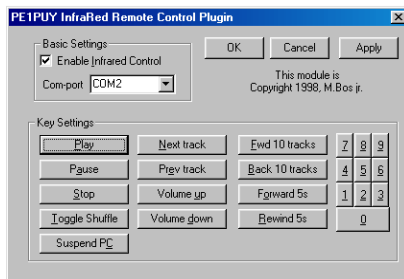 PE1PUY InfraRed Remote Control Plugin
Basic Settings
Enable Infrared Control
Com-port COM2
OK Cancel Apply
This module is
Copyright 1998, M.Bos jr.
Key Settings
Play Next track Fwd 10 tracks 7 8 9
Pause Prev track Back 10 tracks 4 5 6
Stop Volume up Forward 5s 1 2 3
Toggle Shuffle Volume down Rewind 5s 0
Suspend PC